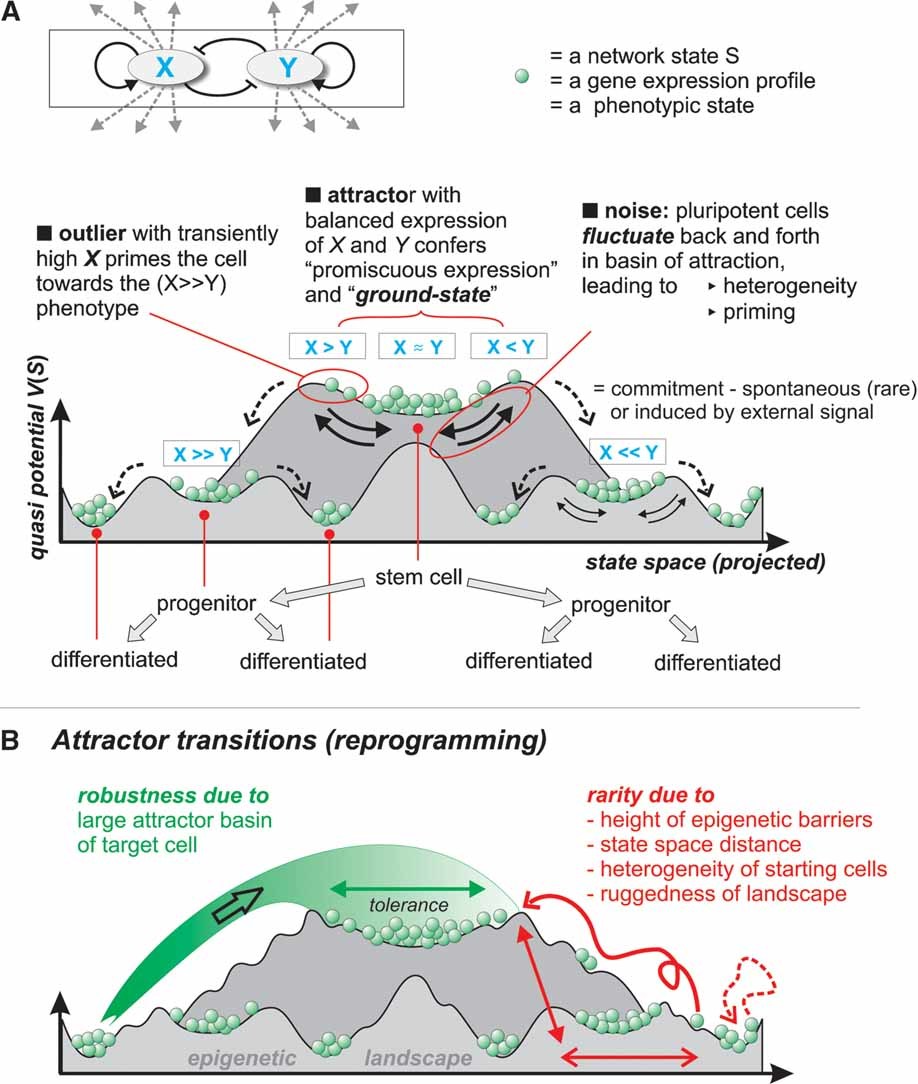 A
X
Y
= a network state S
= a gene expression profile
= a phenotypic state
■ outlier with transiently
high X primes the cell
towards the (X>>Y)
phenotype
■ attractor with
balanced expression
of X and Y confers
“promiscuous expression”
and “ground-state”
■ noise: pluripotent cells
fluctuate back and forth
in basin of attraction,
leading to ▸ heterogeneity
▸ priming
X > Y
X ≈ Y
X < Y
= commitment - spontaneous (rare)
or induced by external signal
X >> Y
X << Y
quasi potential V(S)
state space (projected)
stem cell
progenitor
progenitor
differentiated
differentiated
differentiated
differentiated
B Attractor transitions (reprogramming)
robustness due to
large attractor basin
of target cell
rarity due to
- height of epigenetic barriers
- state space distance
- heterogeneity of starting cells
- ruggedness of landscape
tolerance
epigenetic landscape